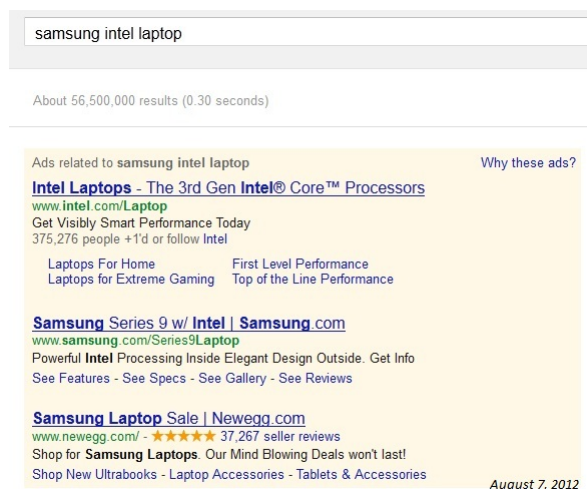 samsung intel laptop
About 56,500,000 results (0.30 seconds)
Ads related to samsung intel laptop Why these ads?
Intel Laptops - The 3rd Gen Intel® Core™ Processors
www.intel.com/Laptop
Get Visibly Smart Performance Today
375,276 people +1'd or follow Intel
Laptops For Home First Level Performance
Laptops for Extreme Gaming Top of the Line Performance
Samsung Series 9 w/ Intel | Samsung.com
www.samsung.com/Series9Laptop
Powerful Intel Processing Inside Elegant Design Outside. Get Info
See Features - See Specs - See Gallery - See Reviews
Samsung Laptop Sale | Newegg.com
www.newegg.com/ - ★★★★★ 37,267 seller reviews
Shop for Samsung Laptops. Our Mind Blowing Deals won't last!
Shop New Ultrabooks - Laptop Accessories - Tablets & Accessories
August 7, 2012